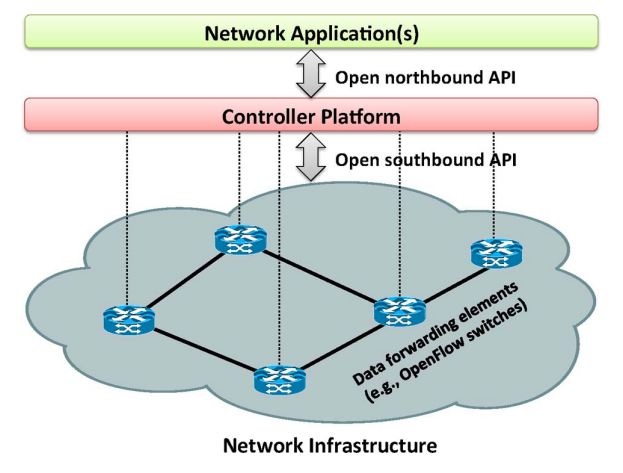 Network Application(s)
Open northbound API
Controller Platform
Open southbound API
Data forwarding elements
(e.g., OpenFlow switches)
Network Infrastructure